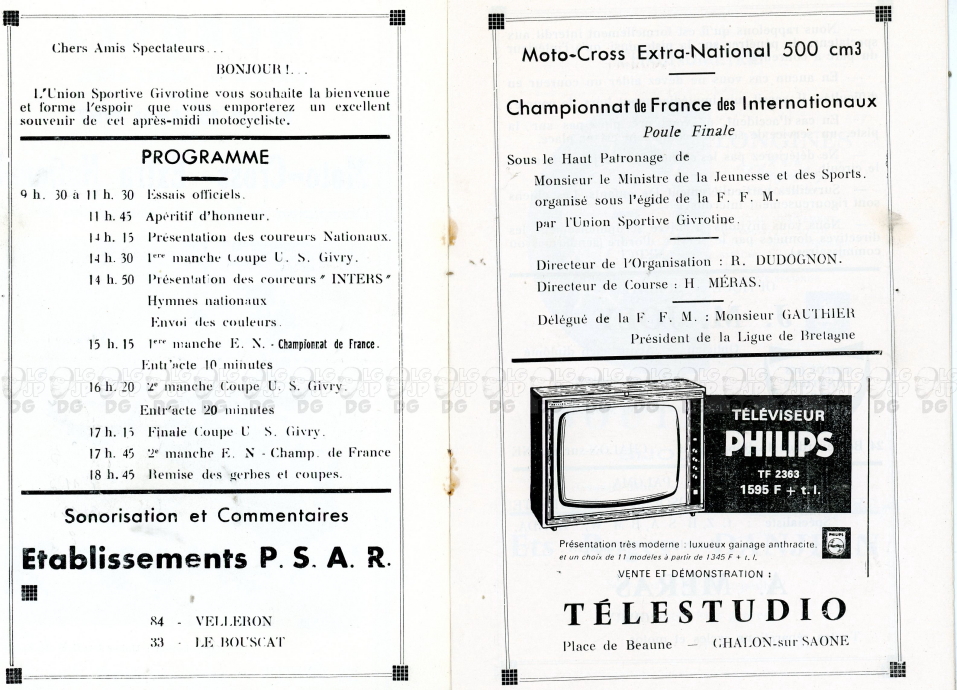 Chers Amis Spectateurs...
BONJOUR !...
L'Union Sportive Givrotine vous souhaite la bienvenue
et forme l'espoir que vous emporterez un excellent
souvenir de cet après-midi motocycliste.
PROGRAMME
9 h. 30 à 11 h. 30 Essais officiels.
11 h. 45 Apéritif d'honneur.
14 h. 15 Présentation des coureurs Nationaux.
14 h. 30 1ere manche Coupe U. S. Givry.
14 h. 50 Présentation des coureurs " INTERS "
Hymnes nationaux
Envoi des couleurs.
15 h. 15 1ere manche E. N. - Championnat de France.
Entr'acte 10 minutes
16 h. 20 2e manche Coupe U. S. Givry.
Entr'acte 20 minutes
17 h. 15 Finale Coupe U S. Givry.
17 h. 45 2e manche E. N - Champ. de France
18 h. 45 Remise des gerbes et coupes.
Sonorisation et Commentaires
Etablissements P. S. A. R.
84 - VELLERON
33 - LE BOUSCAT
Moto-Cross Extra-National 500 cm3
Championnat de France des Internationaux
Poule Finale
Sous le Haut Patronage de
Monsieur le Ministre de la Jeunesse et des Sports.
organisé sous l'égide de la F. F. M.
par l'Union Sportive Givrotine.
Directeur de l'Organisation : R. DUDOGNON.
Directeur de Course : H. MÉRAS.
Délégué de la F. F. M. : Monsieur GAUTHIER
Président de la Ligue de Bretagne
TÉLÉVISEUR
PHILIPS
TF 2363
1595 F + t. l.
PHILIPS
Présentation très moderne : luxueux gainage anthracite.
et un choix de 11 modeles à partir de 1345 F + t. l.
VENTE ET DÉMONSTRATION :
TÉLESTUDIO
Place de Beaune — CHALON-sur SAONE